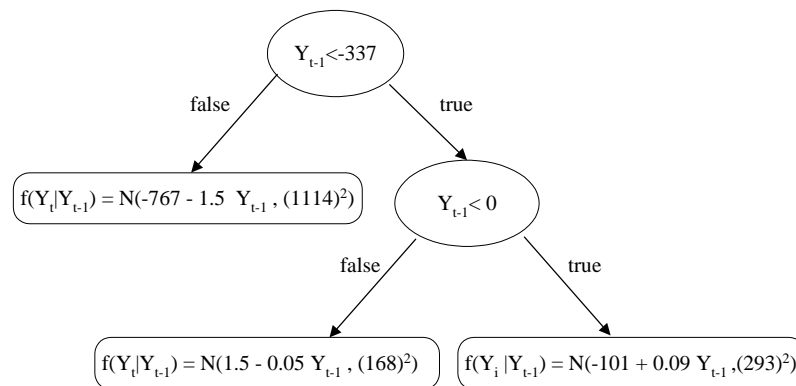 Y_{t-1}<-337
false
true
f(Y_t|Y_{t-1}) = N(-767 - 1.5 Y_{t-1} , (1114)²)
Y_{t-1}< 0
false
true
f(Y_t|Y_{t-1}) = N(1.5 - 0.05 Y_{t-1} , (168)²)
f(Y_i |Y_{t-1}) = N(-101 + 0.09 Y_{t-1} ,(293)²)